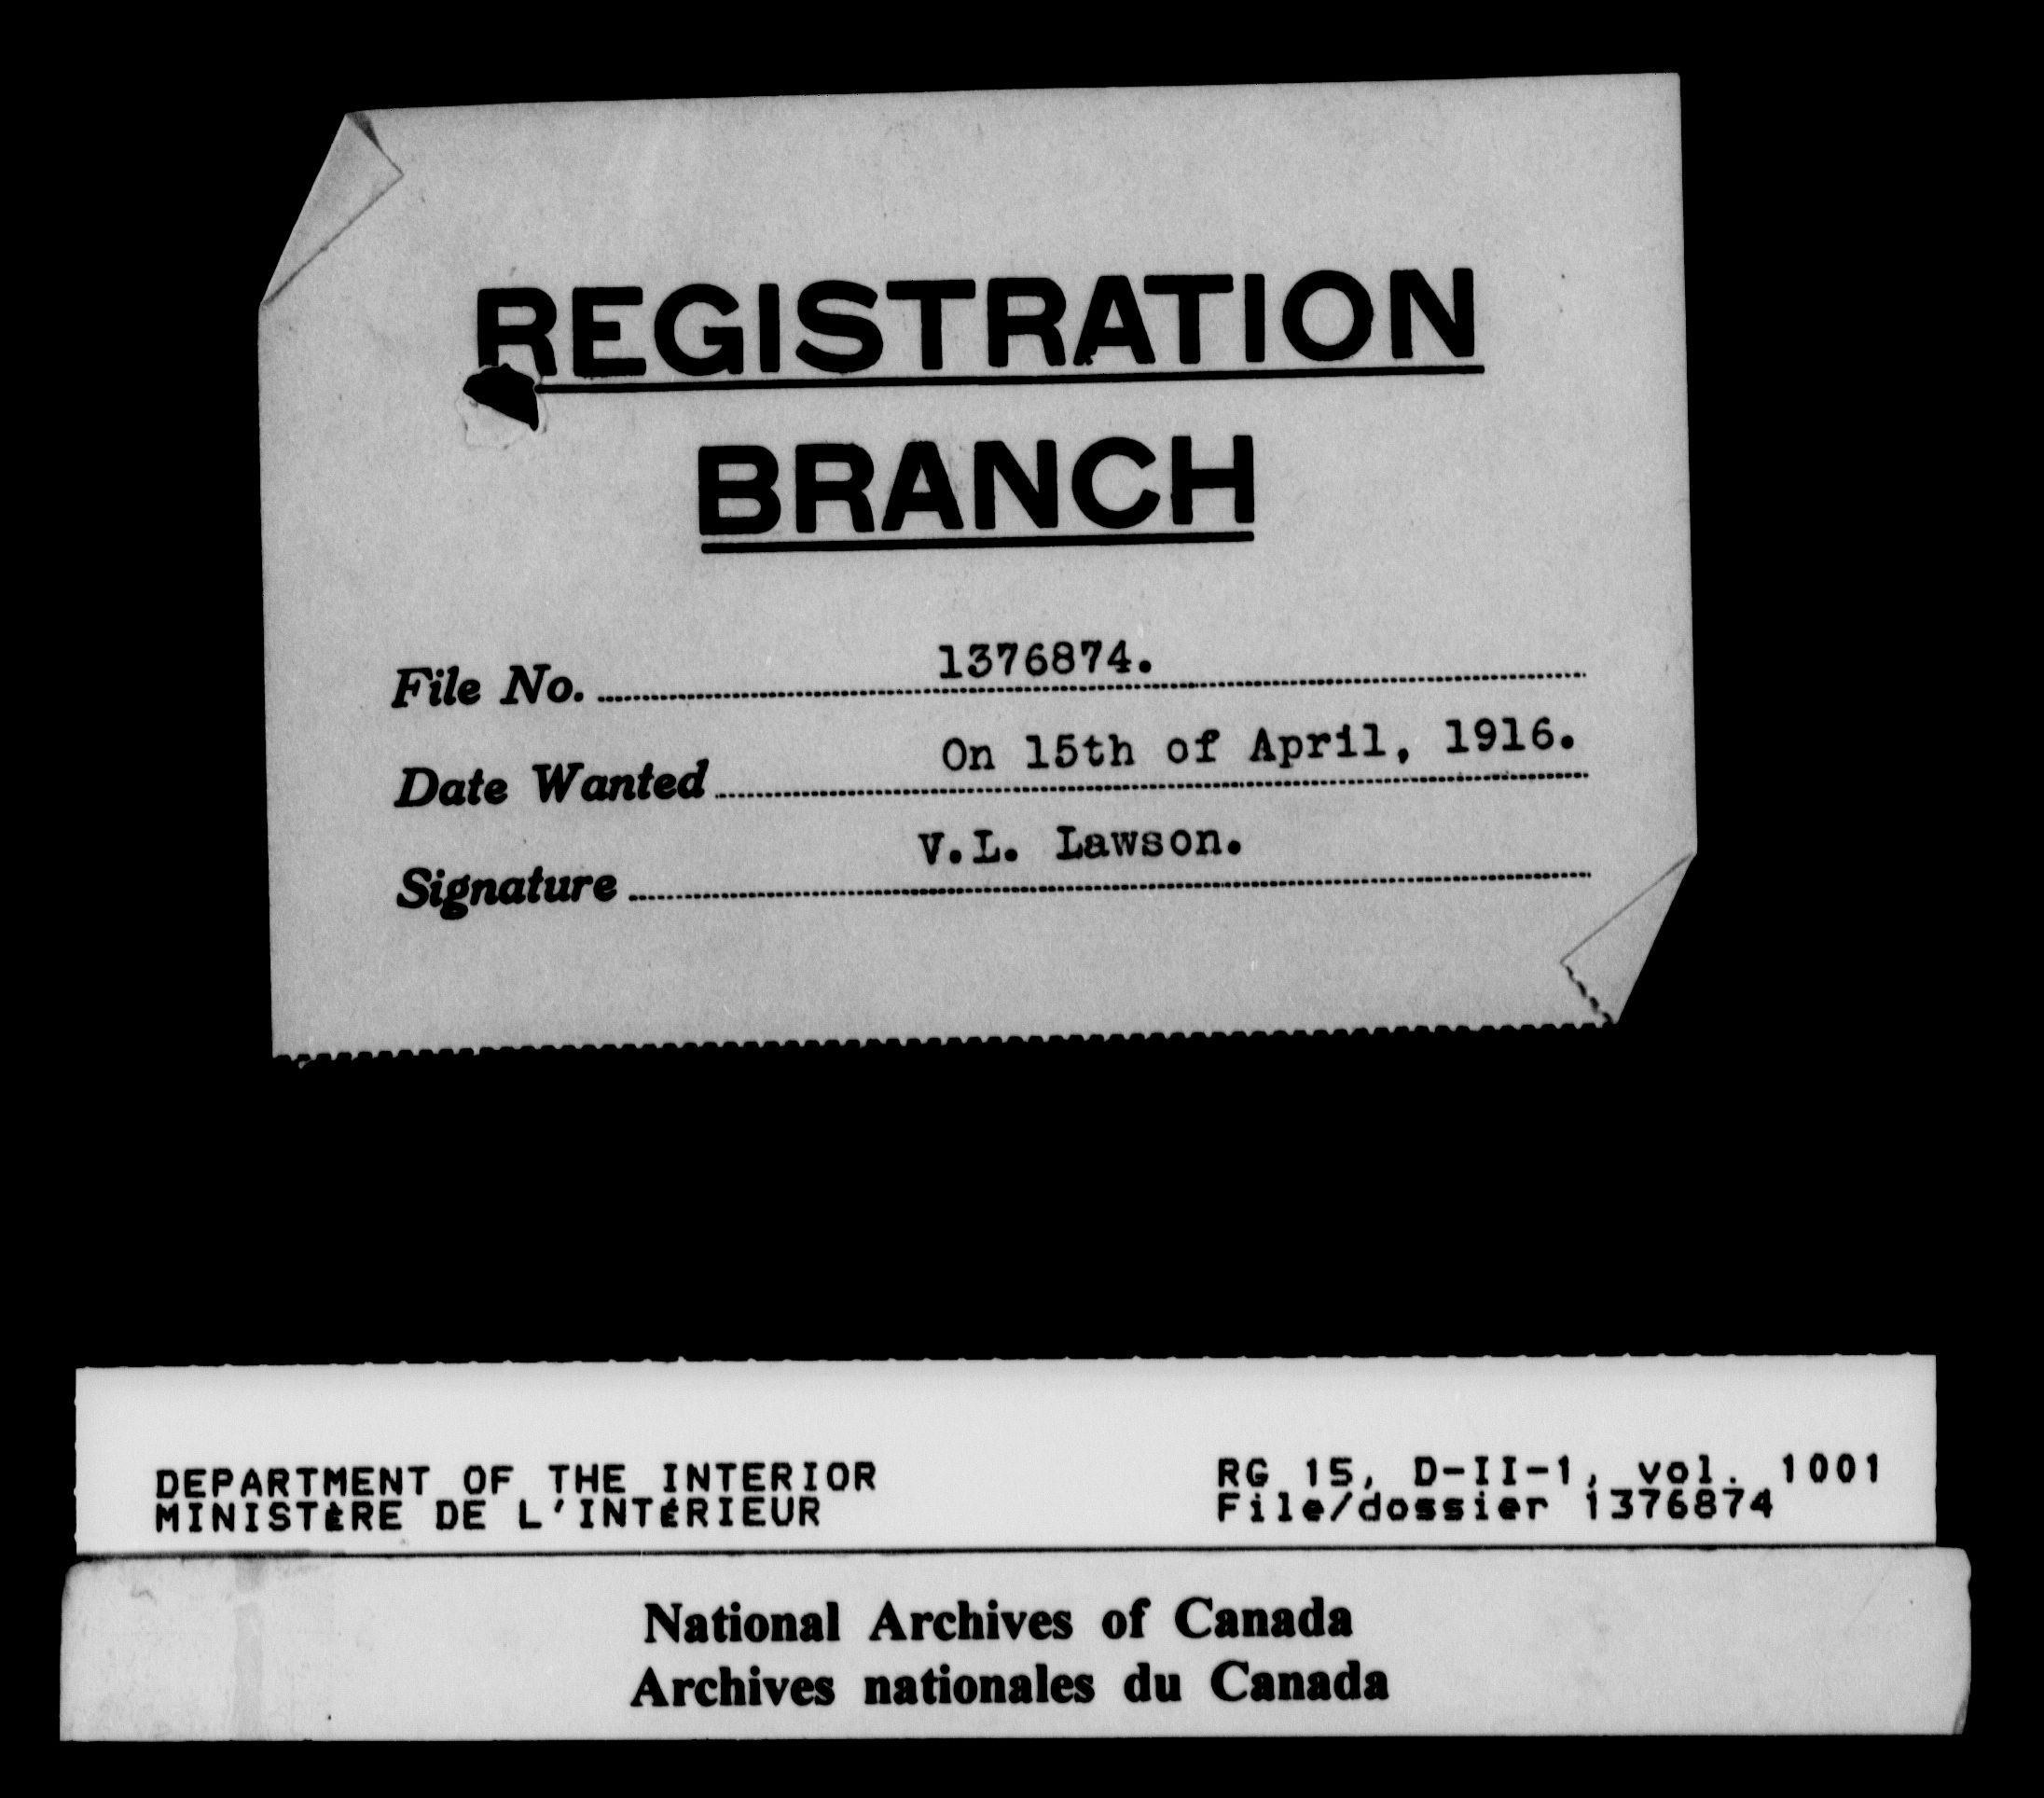 REGISTRATION
BRANCH
File No. 1376874.
Date Wanted On 15th of April, 1916.
Signature V.L. Lawson.
DEPARTMENT OF THE INTERIOR
MINISTÈRE DE L'INTÉRIEUR
RG 15, D-II-1, vol. 1001
File/dossier 1376874
National Archives of Canada
Archives nationales du Canada